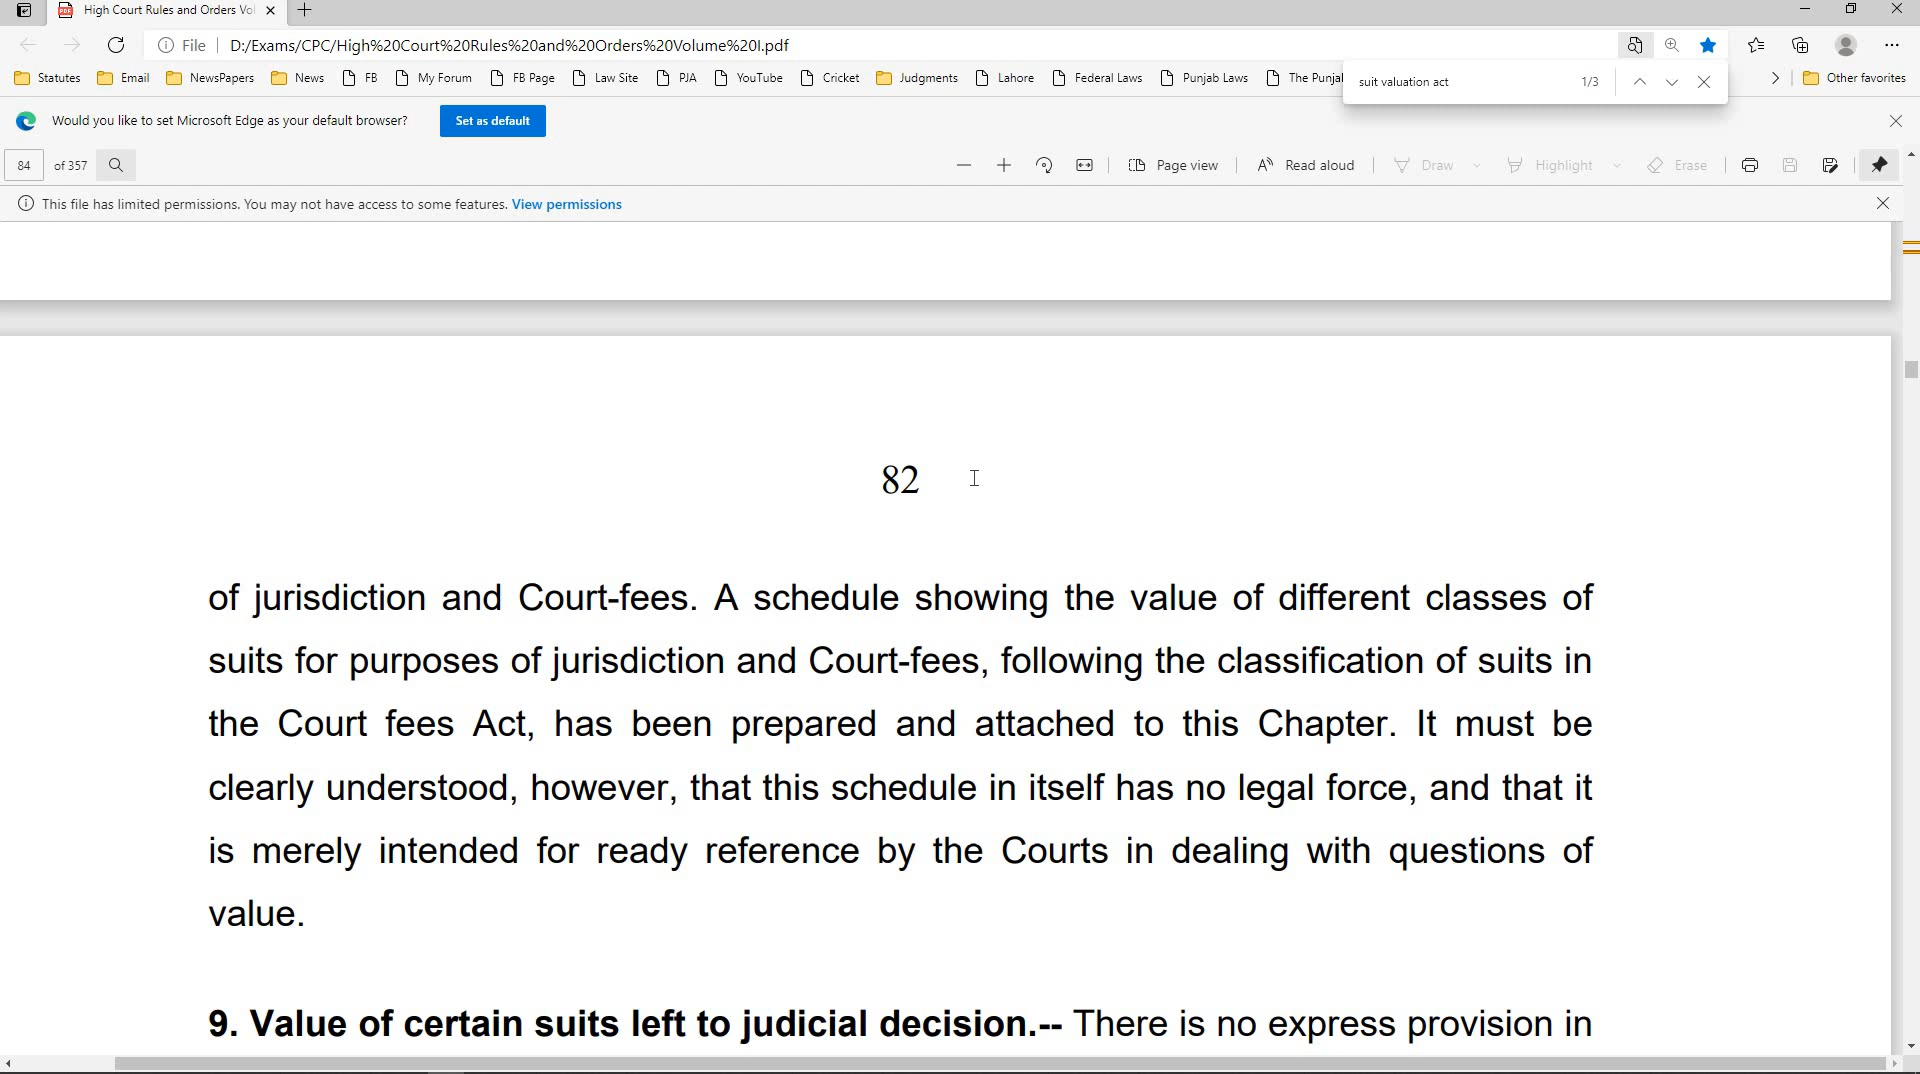 High Court Rules and Orders Vol
File
D:/Exams/CPC/High%20Court%20Rules%20and%20Orders%20Volume%20I.pdf
Statutes Email NewsPapers News FB My Forum FB Page Law Site PJA YouTube Cricket Judgments Lahore Federal Laws Punjab Laws The Punjal Other favorites
suit valuation act 1/3
Would you like to set Microsoft Edge as your default browser? Set as default
84 of 357 Page view Read aloud Draw Highlight Erase
This file has limited permissions. You may not have access to some features. View permissions
82
of jurisdiction and Court-fees. A schedule showing the value of different classes of
suits for purposes of jurisdiction and Court-fees, following the classification of suits in
the Court fees Act, has been prepared and attached to this Chapter. It must be
clearly understood, however, that this schedule in itself has no legal force, and that it
is merely intended for ready reference by the Courts in dealing with questions of
value.
9. Value of certain suits left to judicial decision.-- There is no express provision in